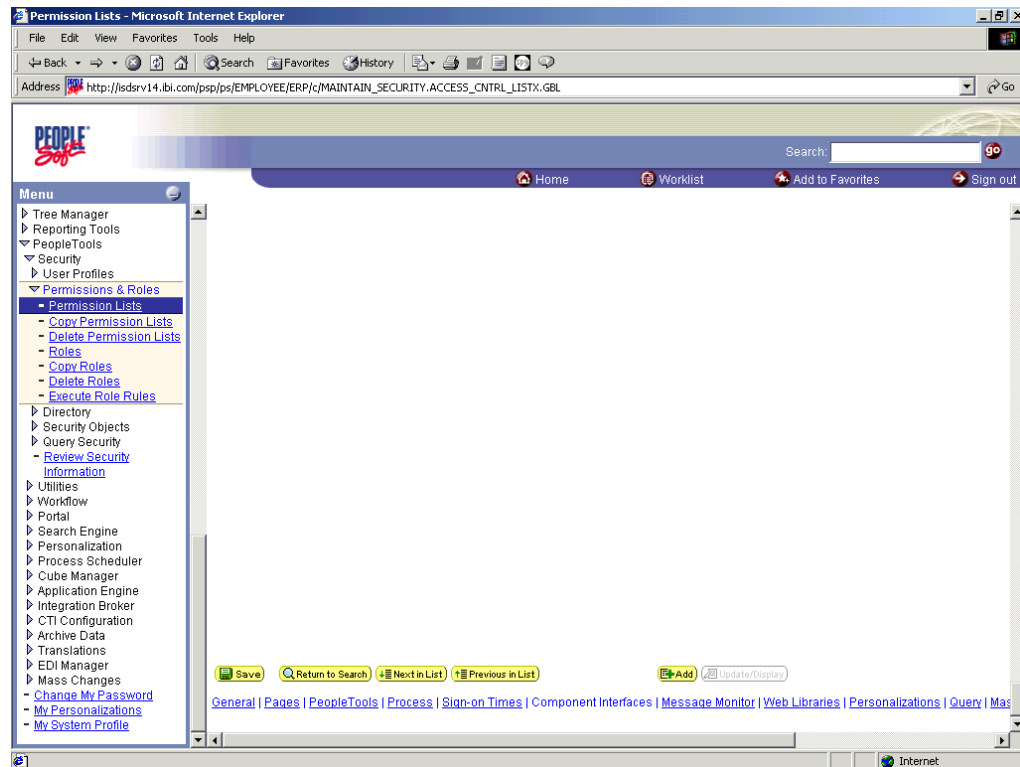 Permission Lists - Microsoft Internet Explorer
File Edit View Favorites Tools Help
Back Search Favorites History
Address http://isdsrv14.ibi.com/psp/ps/EMPLOYEE/ERP/c/MAINTAIN_SECURITY.ACCESS_CNTRL_LISTX.GBL Go
PEOPLE
Soft
Search: go
Home Worklist Add to Favorites Sign out
Menu
Tree Manager
Reporting Tools
PeopleTools
Security
User Profiles
Permissions & Roles
- Permission Lists
- Copy Permission Lists
- Delete Permission Lists
- Roles
- Copy Roles
- Delete Roles
- Execute Role Rules
Directory
Security Objects
Query Security
- Review Security
Information
Utilities
Workflow
Portal
Search Engine
Personalization
Process Scheduler
Cube Manager
Application Engine
Integration Broker
CTI Configuration
Archive Data
Translations
EDI Manager
Mass Changes
- Change My Password
- My Personalizations
- My System Profile
Save Return to Search Next in List Previous in List Add Update/Display
General | Pages | PeopleTools | Process | Sign-on Times | Component Interfaces | Message Monitor | Web Libraries | Personalizations | Query | Mas
Internet